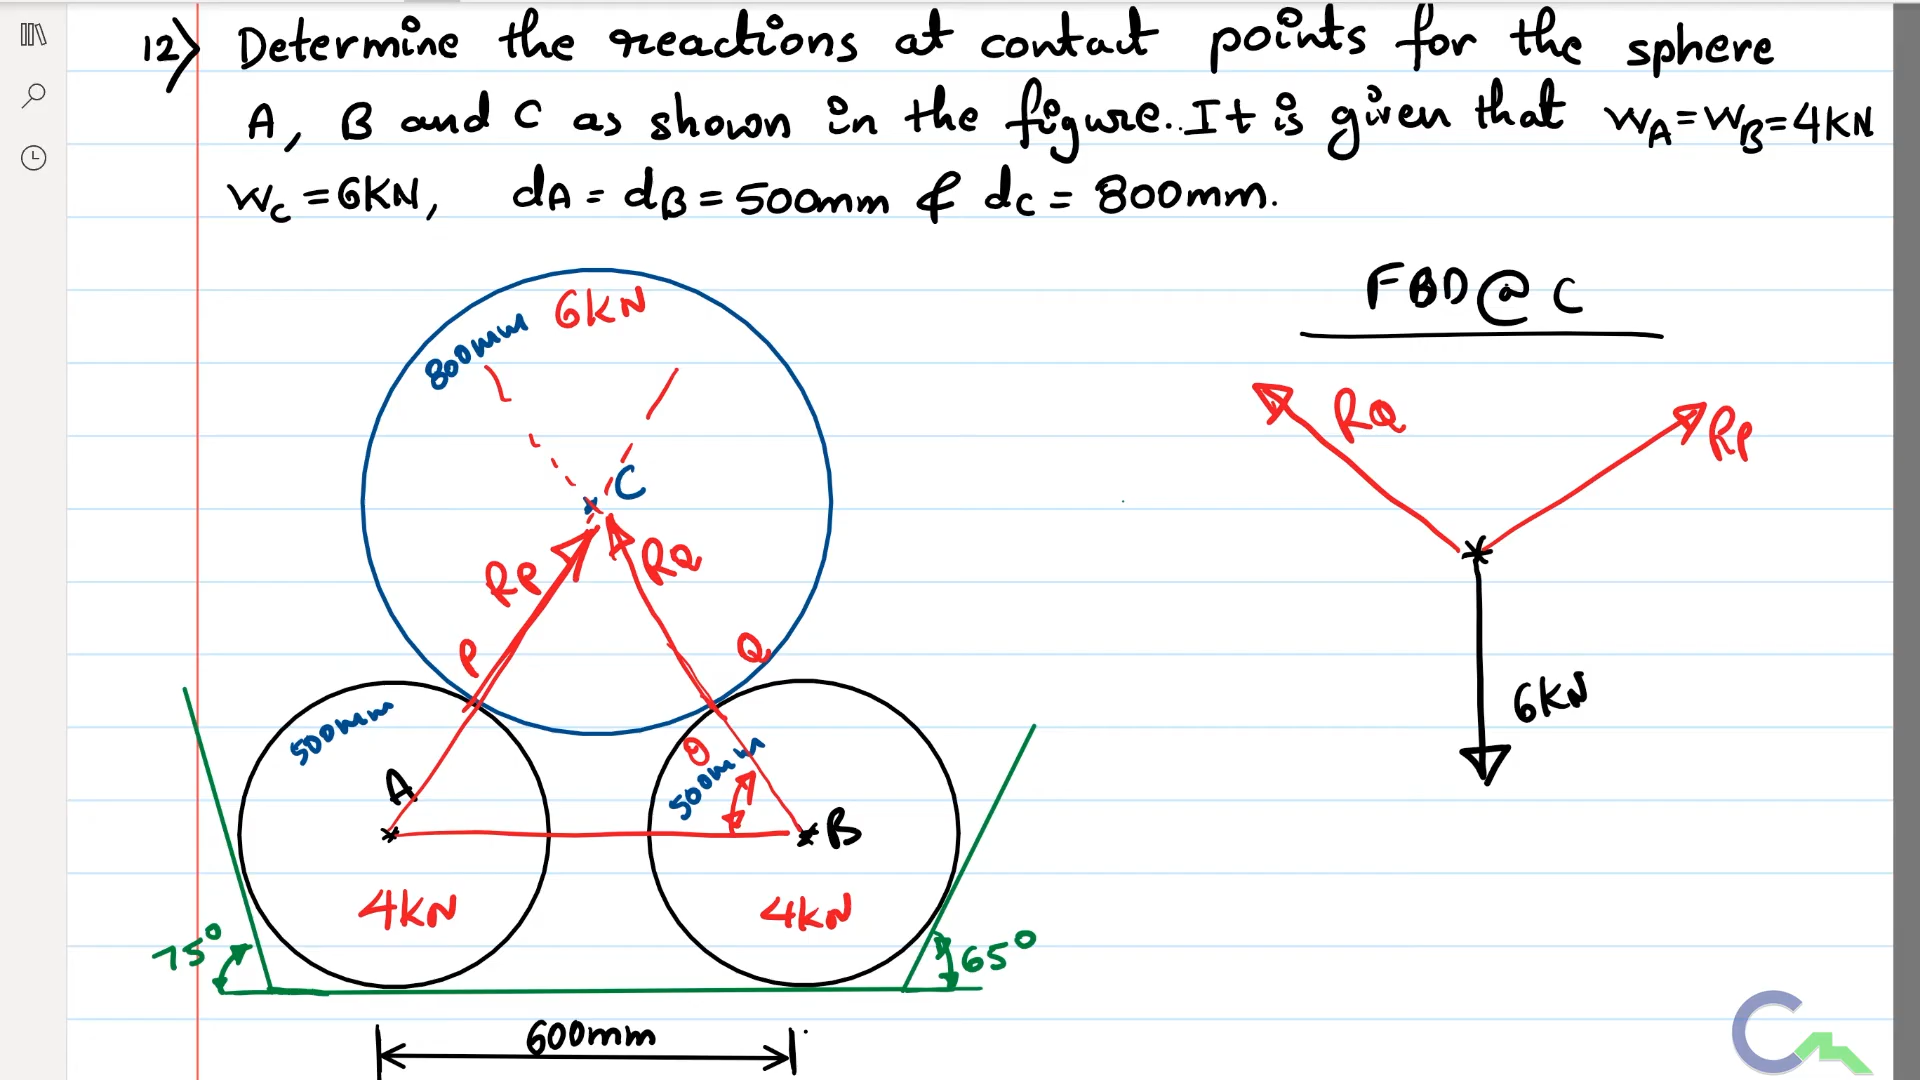 12) Determine the reactions at contact points for the sphere
A, B and C as shown in the figure. It is given that WA = WB = 4KN
WC = 6KN, dA = dB = 500mm & dC = 800mm.
FBD @ C
6KN
800mm
RQ
RP
C
RP
RQ
P
Q
6KN
500mm
θ
500mm
A
B
4KN
4KN
75°
65°
600mm